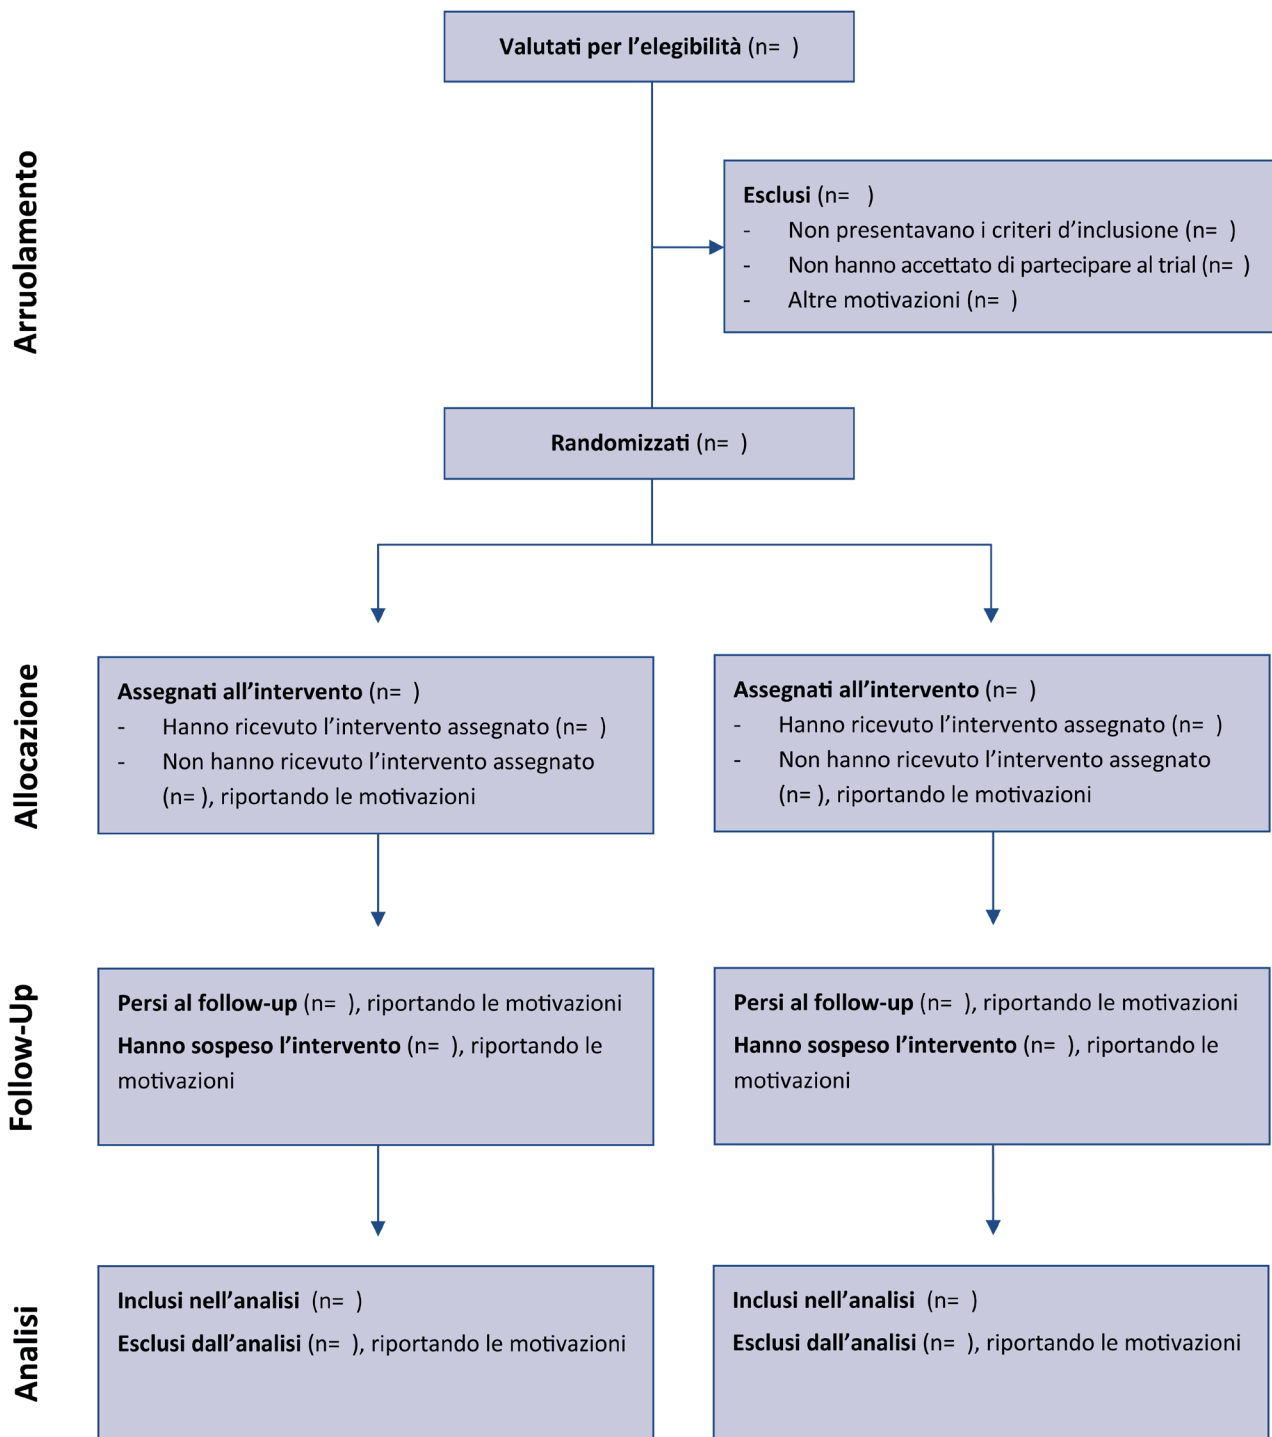 Valutati per l'elegibilità (n=  )
Arruolamento
Esclusi (n=   )
-    Non presentavano i criteri d'inclusione (n=  )
-    Non hanno accettato di partecipare al trial (n=  )
-    Altre motivazioni (n=  )
Randomizzati (n=  )
Allocazione
Assegnati all'intervento (n=  )
-    Hanno ricevuto l'intervento assegnato (n=  )
-    Non hanno ricevuto l'intervento assegnato
(n= ), riportando le motivazioni
Assegnati all'intervento (n=  )
-    Hanno ricevuto l'intervento assegnato (n=  )
-    Non hanno ricevuto l'intervento assegnato
(n= ), riportando le motivazioni
Follow-Up
Persi al follow-up (n=  ), riportando le motivazioni
Hanno sospeso l'intervento (n=  ), riportando le
motivazioni
Persi al follow-up (n=  ), riportando le motivazioni
Hanno sospeso l'intervento (n=  ), riportando le
motivazioni
Analisi
Inclusi nell'analisi  (n=  )
Esclusi dall'analisi (n=  ), riportando le motivazioni
Inclusi nell'analisi  (n=  )
Esclusi dall'analisi (n=  ), riportando le motivazioni